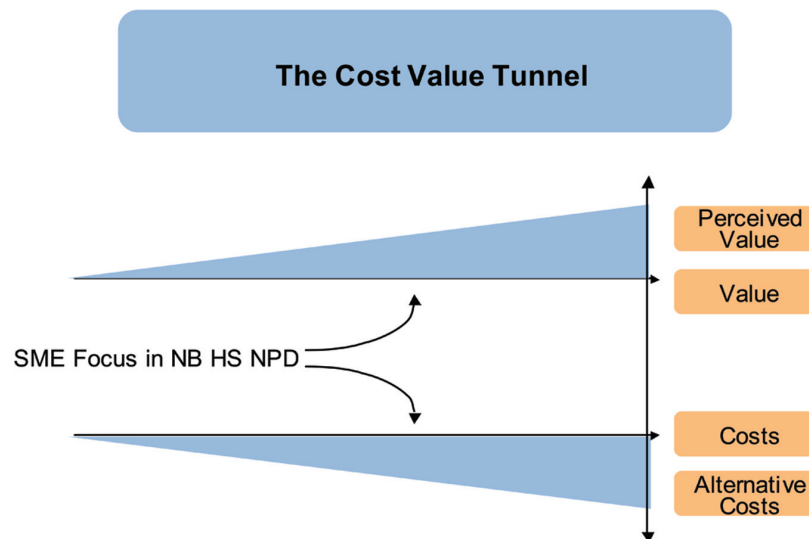 The Cost Value Tunnel
Perceived
Value
Value
SME Focus in NB HS NPD
Costs
Alternative
Costs